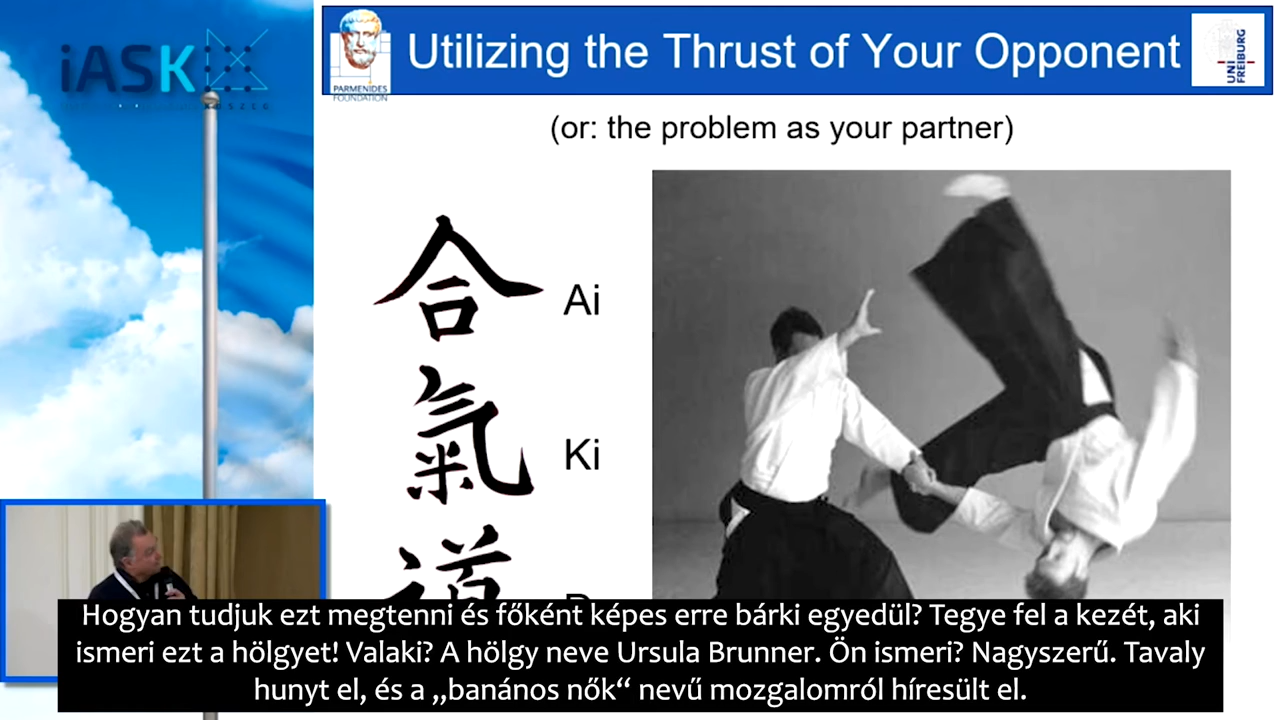 iASK
KŐSZEG
PARMENIDES
FOUNDATION
Utilizing the Thrust of Your Opponent
UNI
FREIBURG
(or: the problem as your partner)
合 Ai
氣 Ki
道
Hogyan tudjuk ezt megtenni és főként képes erre bárki egyedül? Tegye fel a kezét, aki
ismeri ezt a hölgyet! Valaki? A hölgy neve Ursula Brunner. Ön ismeri? Nagyszerű. Tavaly
hunyt el, és a „banános nők“ nevű mozgalomról híresült el.